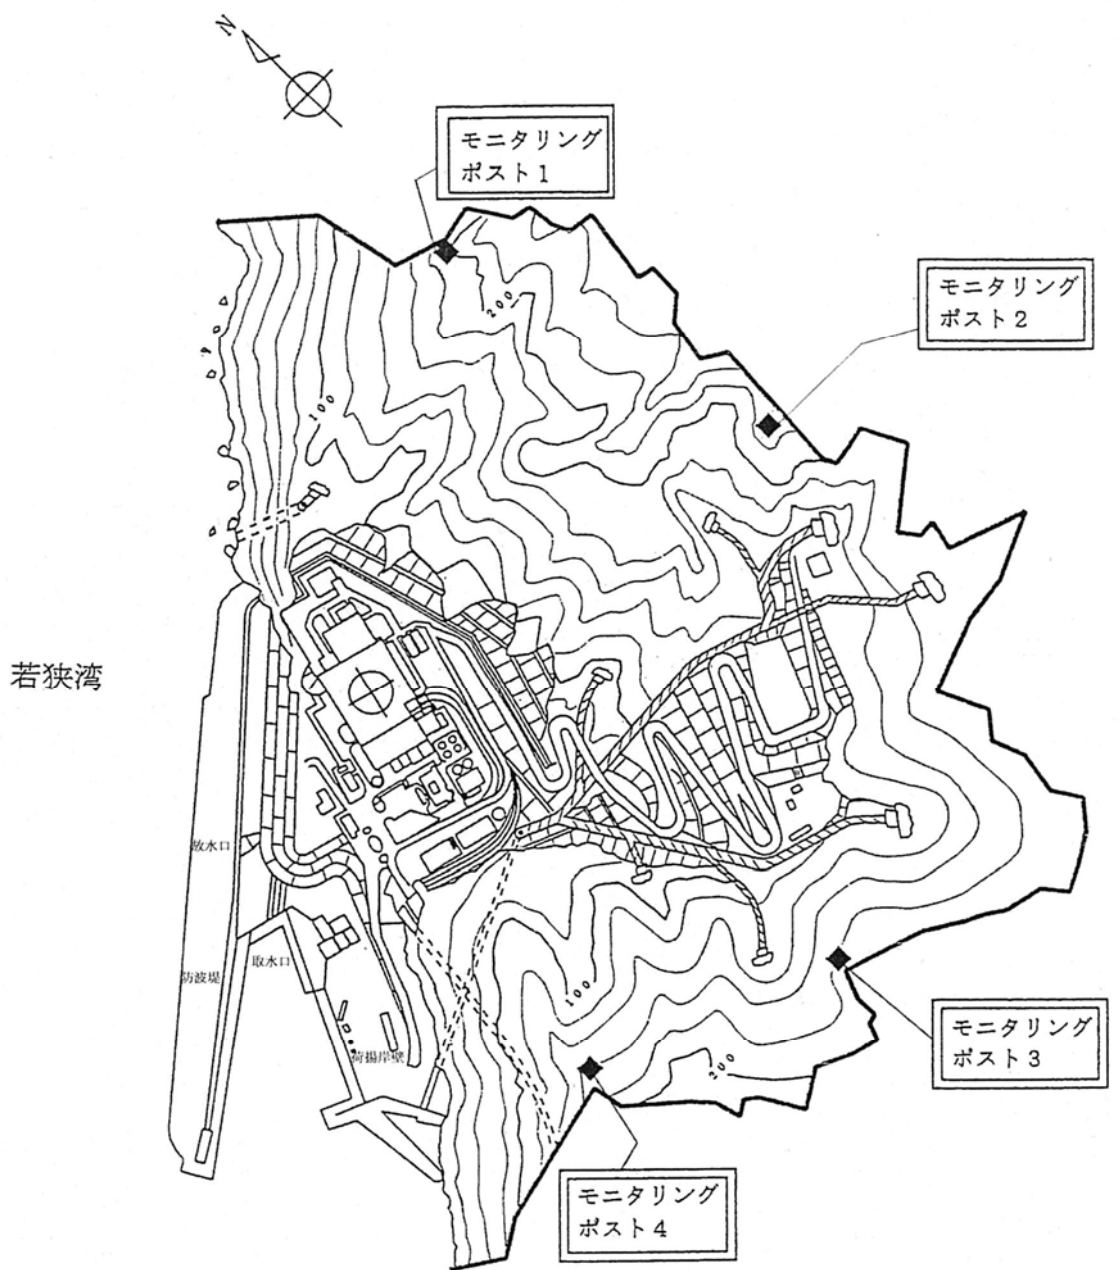 N
モニタリング
ポスト1
モニタリング
ポスト2
200
100
若狭湾
放水口
取水口
防波堤
荷揚岸壁
100
200
モニタリング
ポスト3
モニタリング
ポスト4